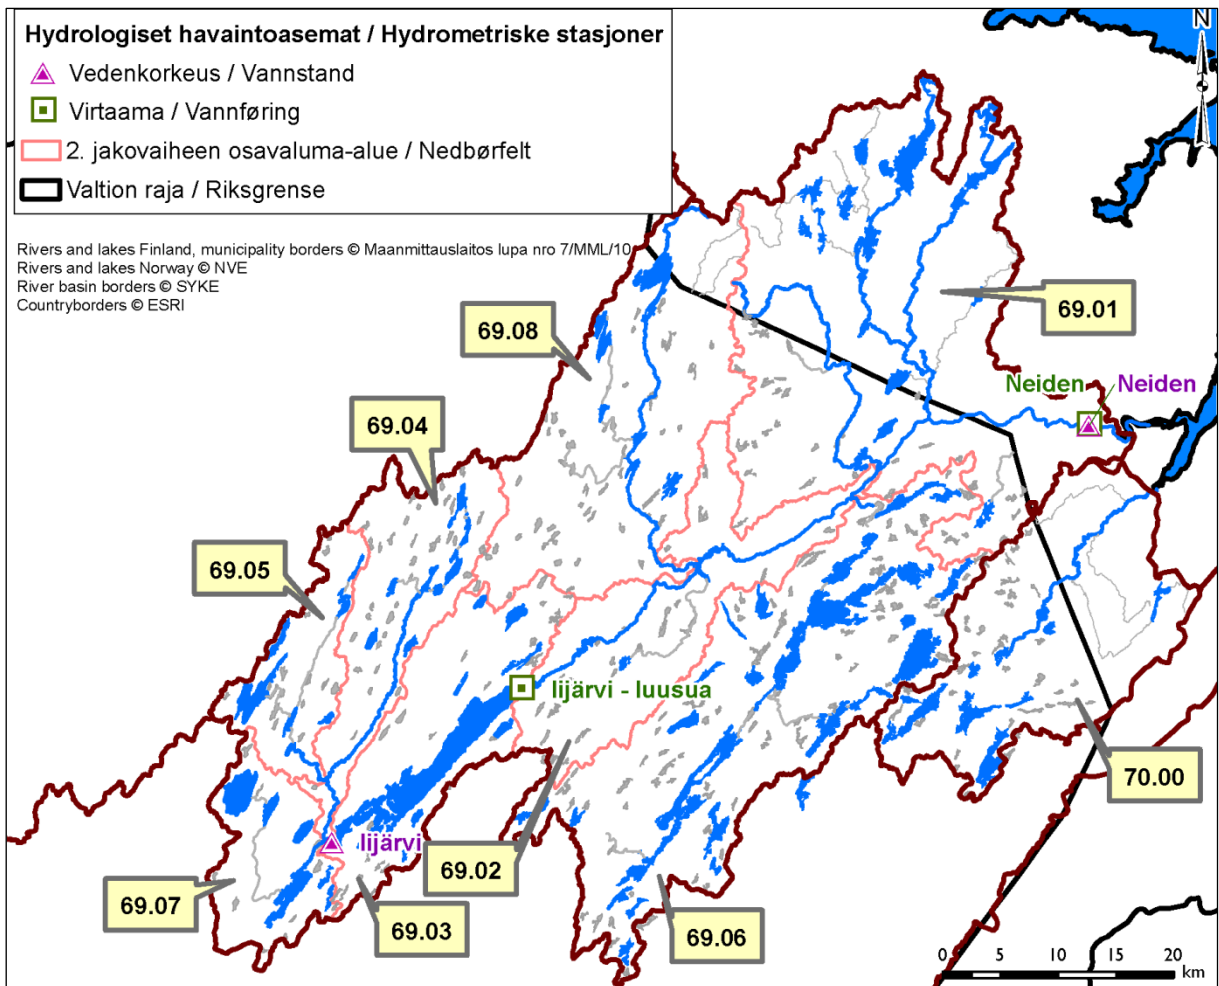 Hydrologiset havaintoasemat / Hydrometriske stasjoner
Vedenkorkeus / Vannstand
Virtaama / Vannføring
2. jakovaiheen osavaluma-alue / Nedbørfelt
Valtion raja / Riksgrense
Rivers and lakes Finland, municipality borders © Maanmittauslaitos lupa nro 7/MML/10
Rivers and lakes Norway © NVE
River basin borders © SYKE
Countryborders © ESRI
N
69.01
69.08
Neiden
Neiden
69.04
69.05
Iijärvi - luusua
70.00
Iijärvi
69.02
69.07
69.03
69.06
0 5 10 15 20
km